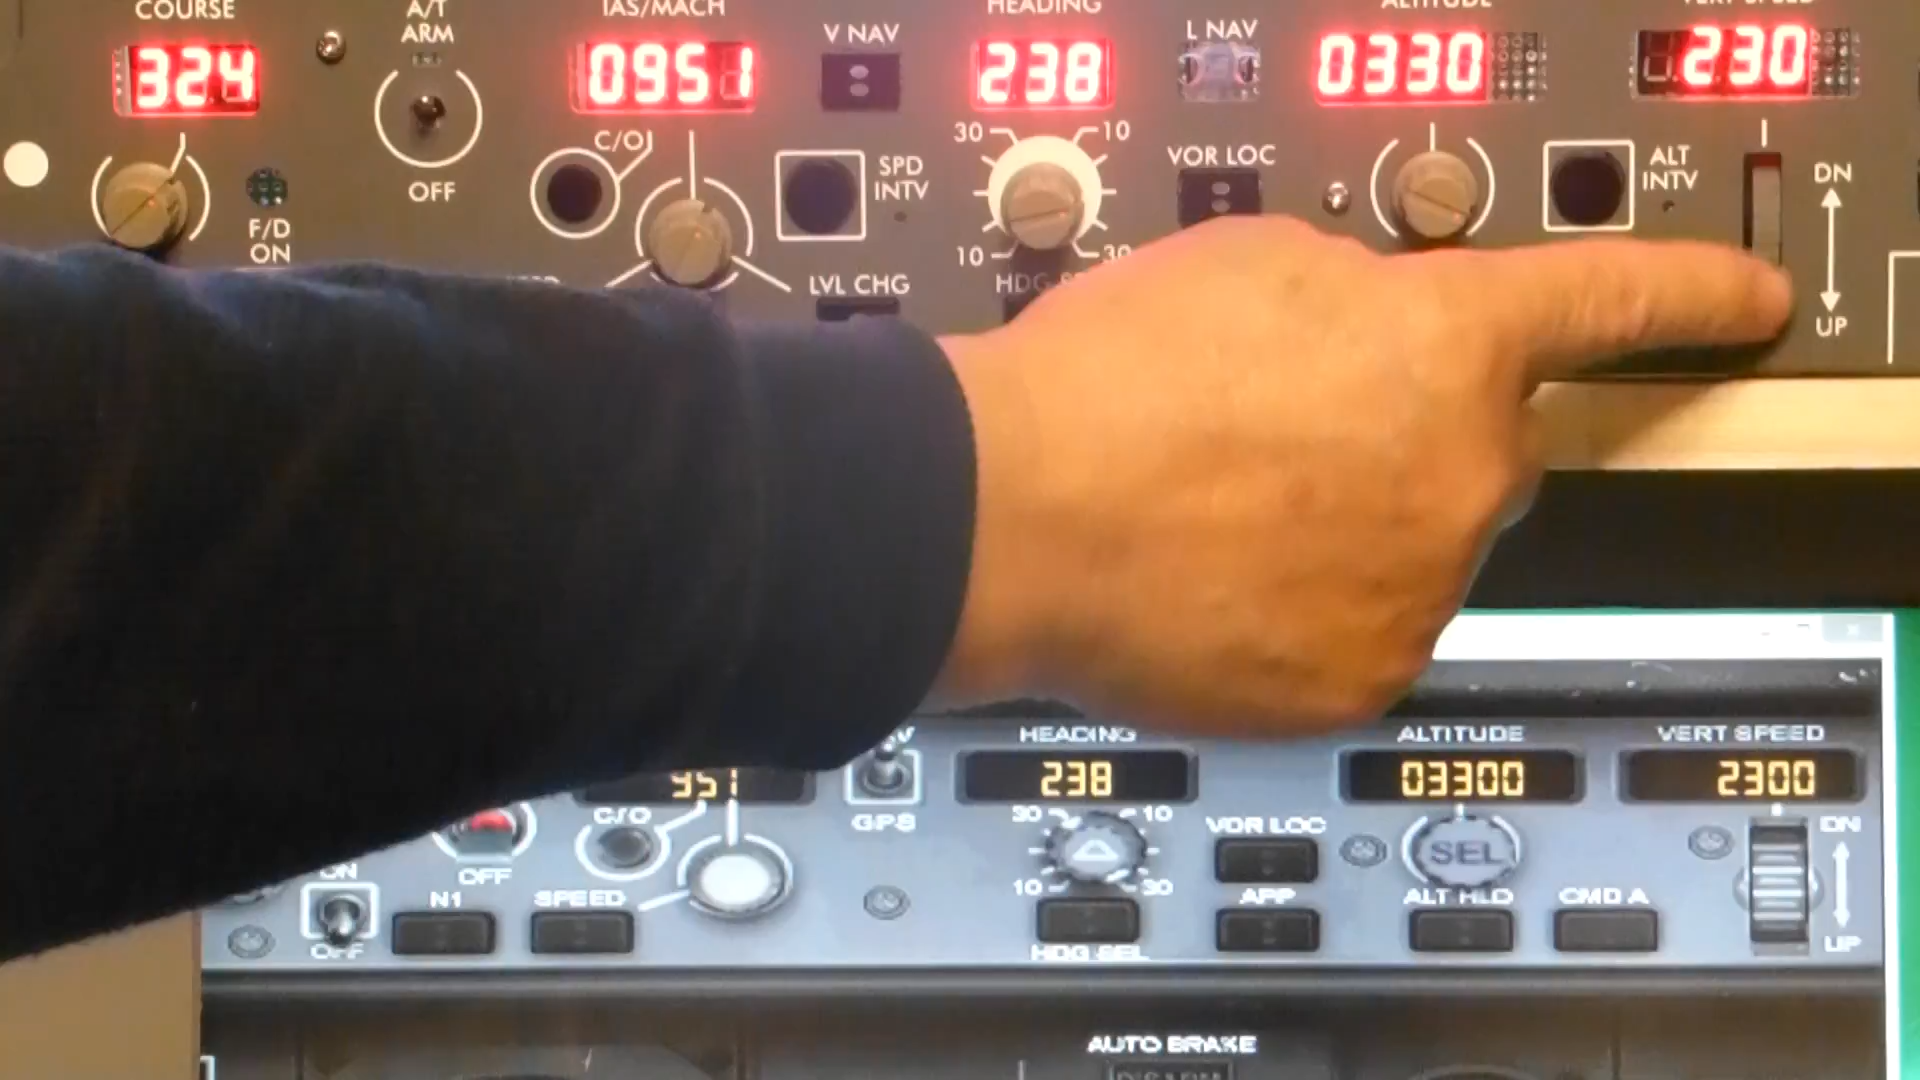 COURSE
A/T
ARM
IAS/MACH
HEADING
ALTITUDE
VERT SPEED
V NAV
L NAV
324
0951
238
0330
230
C/O
30
10
VOR LOC
ALT
INTV
DN
SPD
INTV
OFF
F/D
ON
10
30
LVL CHG
HDG
UP
HEADING
ALTITUDE
VERT SPEED
951
238
03300
2300
C/O
GPS
30
10
VOR LOC
DN
SEL
OFF
ON
N1
SPEED
10
30
APP
ALT HLD
CMD A
OFF
HDG SEL
UP
AUTO BRAKE